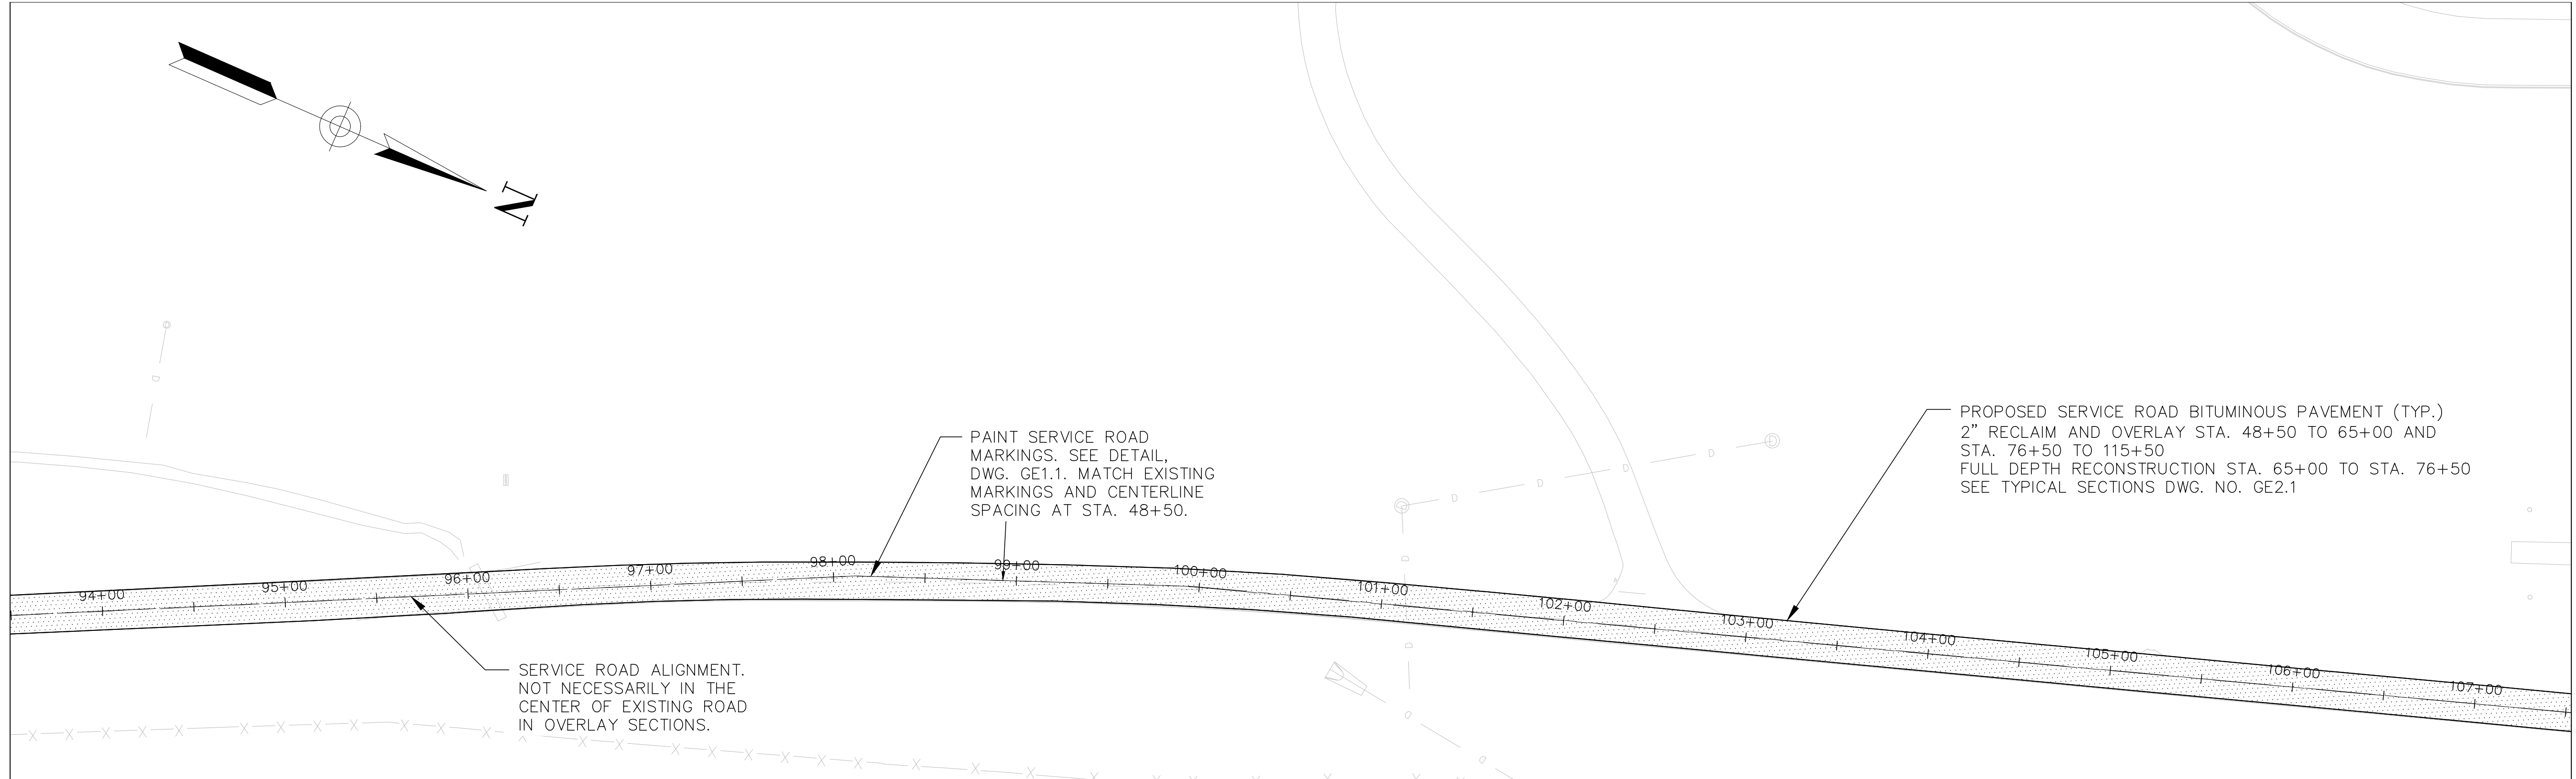 N
PAINT SERVICE ROAD
MARKINGS. SEE DETAIL,
DWG. GE1.1. MATCH EXISTING
MARKINGS AND CENTERLINE
SPACING AT STA. 48+50.
PROPOSED SERVICE ROAD BITUMINOUS PAVEMENT (TYP.)
2" RECLAIM AND OVERLAY STA. 48+50 TO 65+00 AND
STA. 76+50 TO 115+50
FULL DEPTH RECONSTRUCTION STA. 65+00 TO STA. 76+50
SEE TYPICAL SECTIONS DWG. NO. GE2.1
D
D
D
D
D
94+00
95+00
96+00
97+00
98+00
99+00
100+00
101+00
102+00
103+00
104+00
105+00
106+00
107+00
SERVICE ROAD ALIGNMENT.
NOT NECESSARILY IN THE
CENTER OF EXISTING ROAD
IN OVERLAY SECTIONS.
D
D
D
D